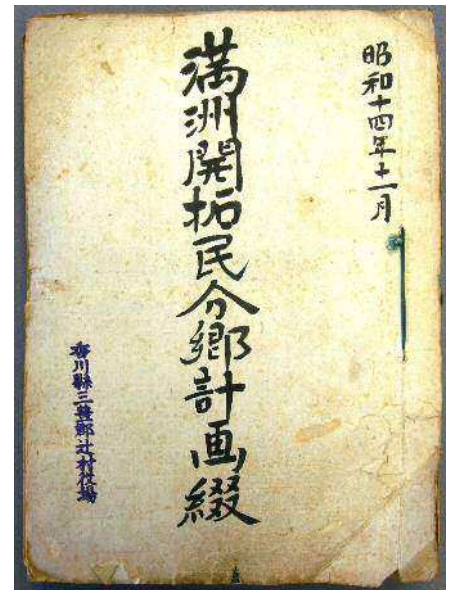 昭和十四年十一月
満洲開拓民分郷計画綴
香川縣三豊郡辻村役場